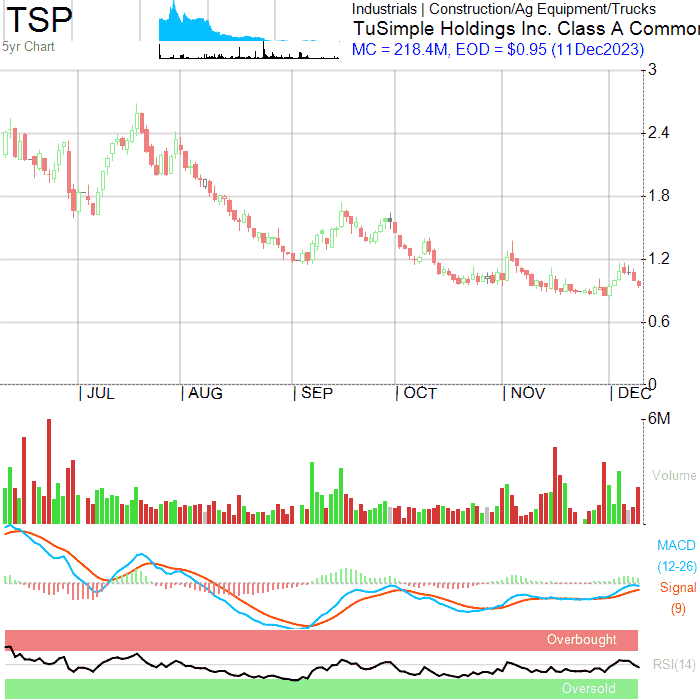 TSP
5yr Chart
Industrials | Construction/Ag Equipment/Trucks
TuSimple Holdings Inc. Class A Commo
MC = 218.4M, EOD = $0.95 (11Dec2023)
3
2.4
1.8
1.2
0.6
0
JUL
AUG
SEP
OCT
NOV
DEC
6M
Volume
MACD
(12-26)
Signal
(9)
Overbought
RSI(14)
Oversold